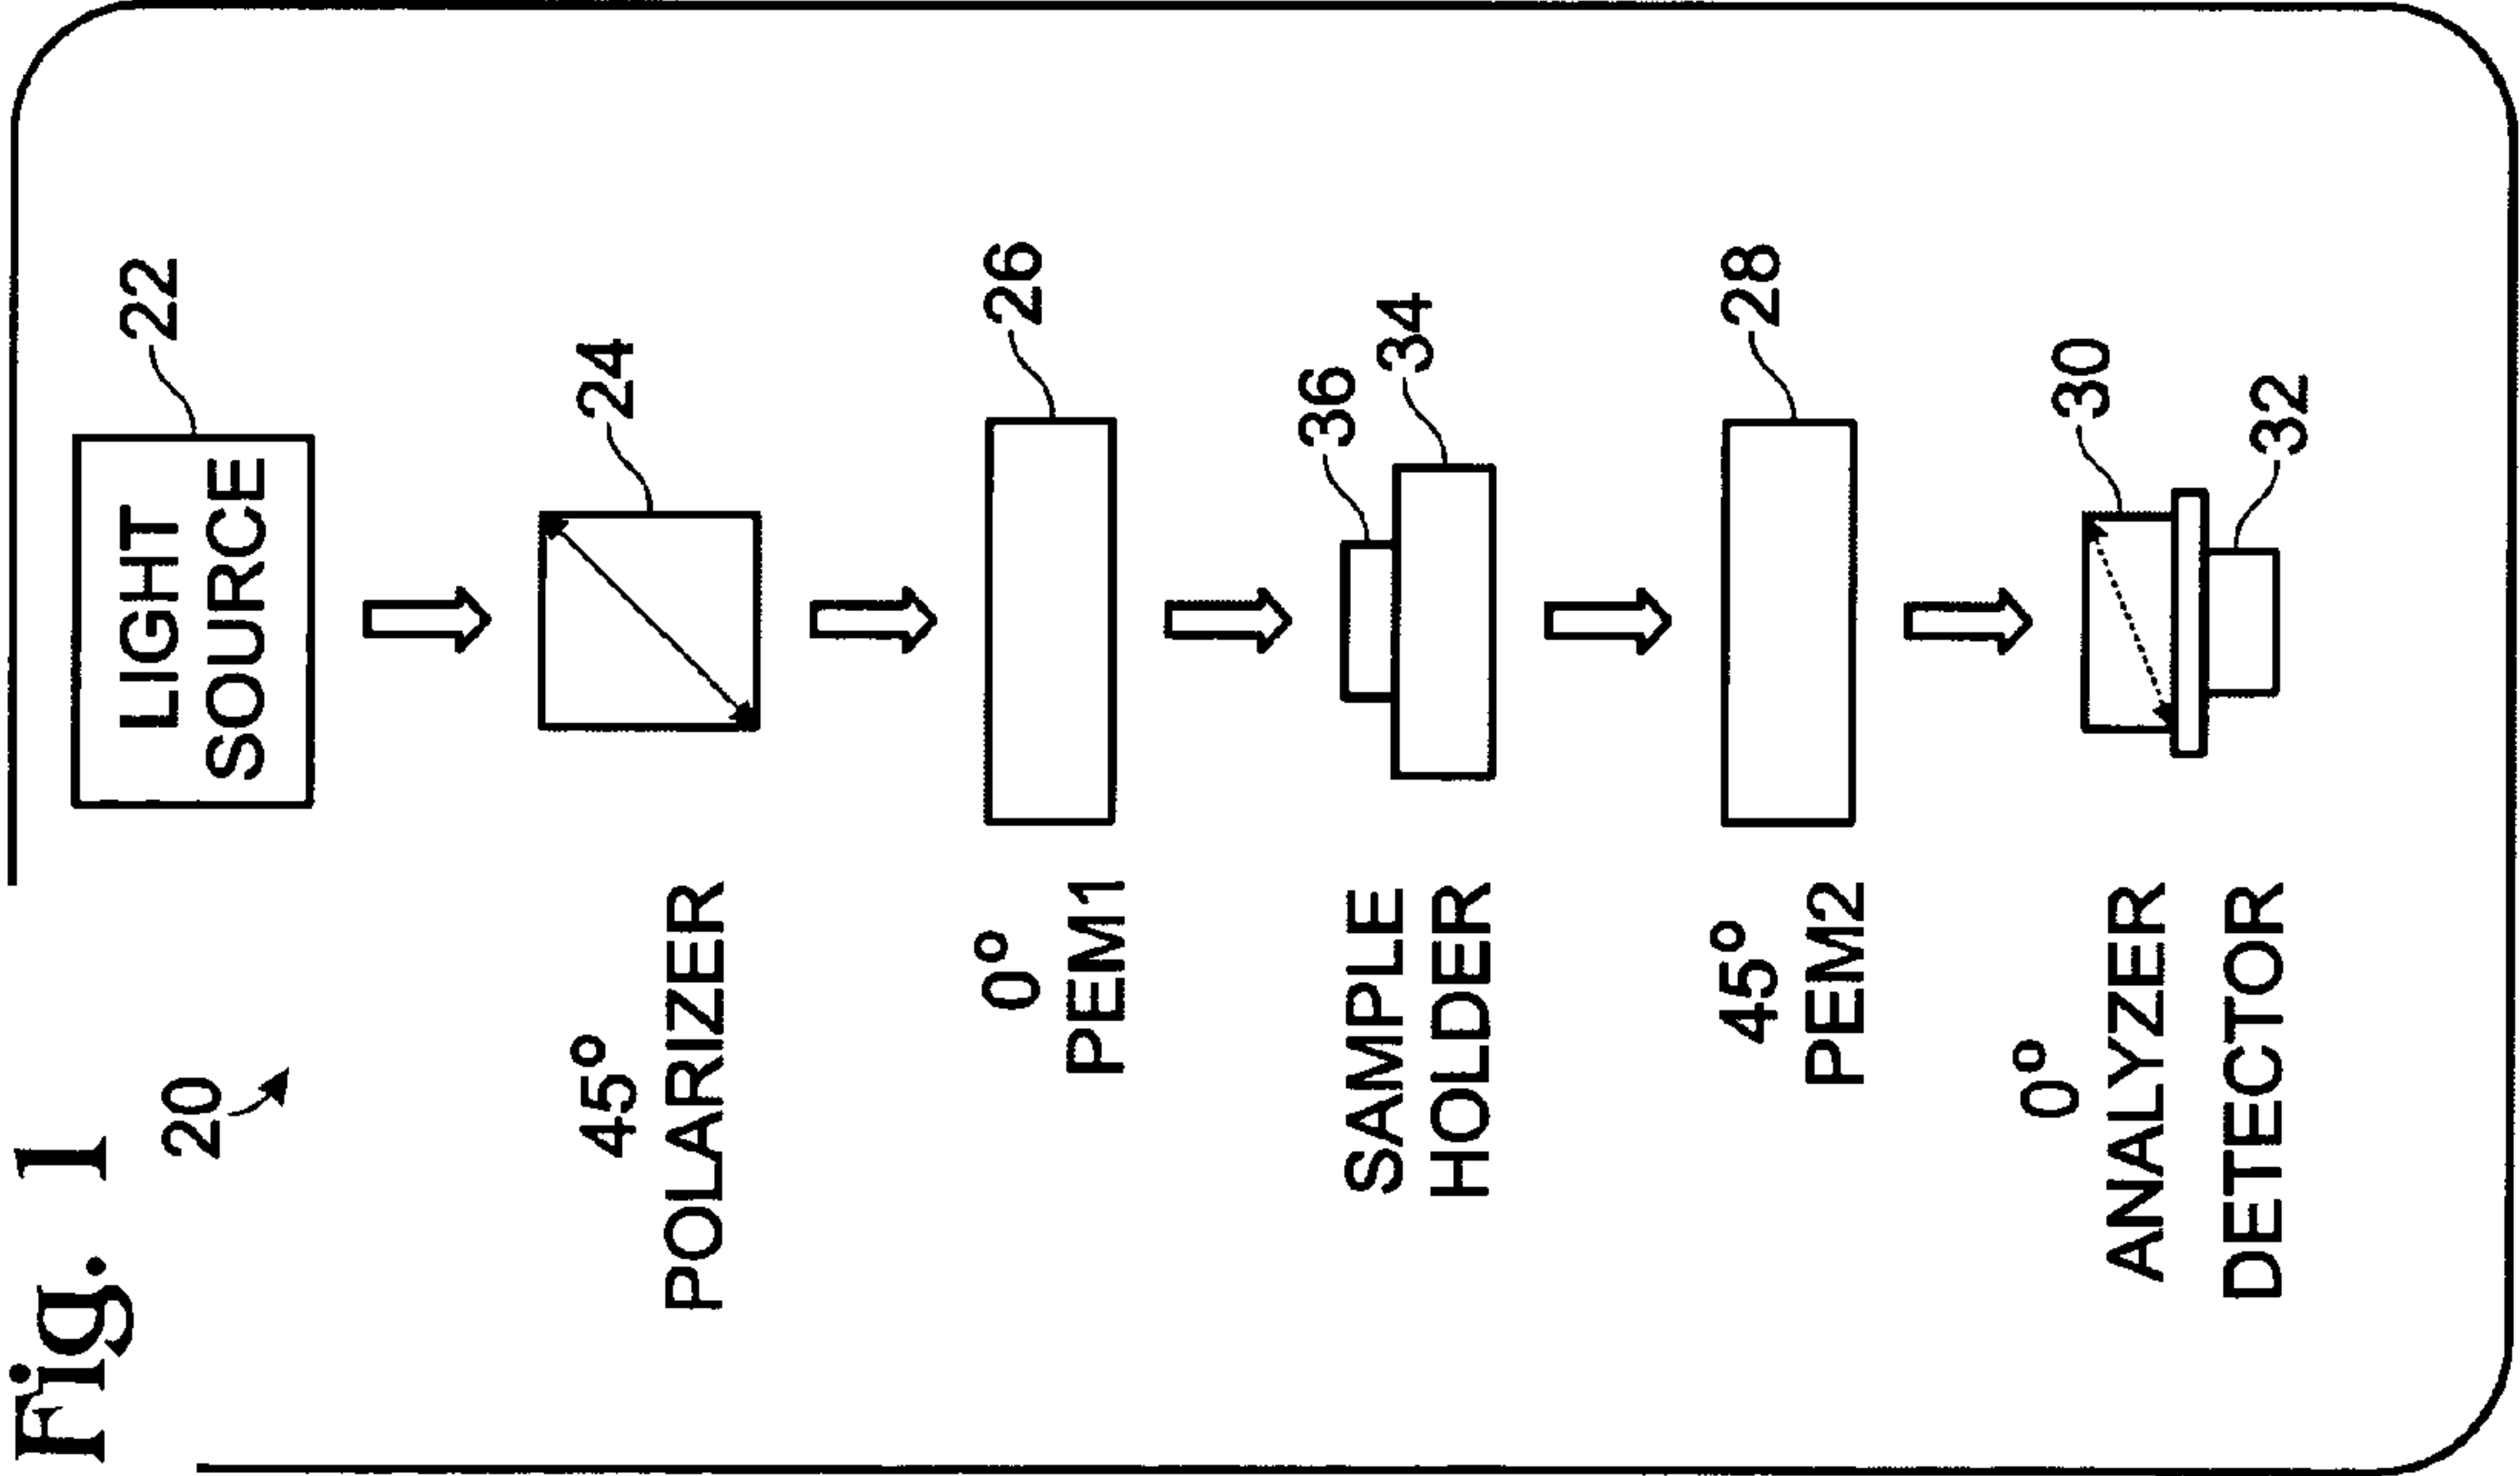 Fig. 1
20
LIGHT
SOURCE
22
45°
POLARIZER
24
0°
PEM1
26
SAMPLE
HOLDER
36
34
45°
PEM2
28
0°
ANALYZER
30
DETECTOR
32